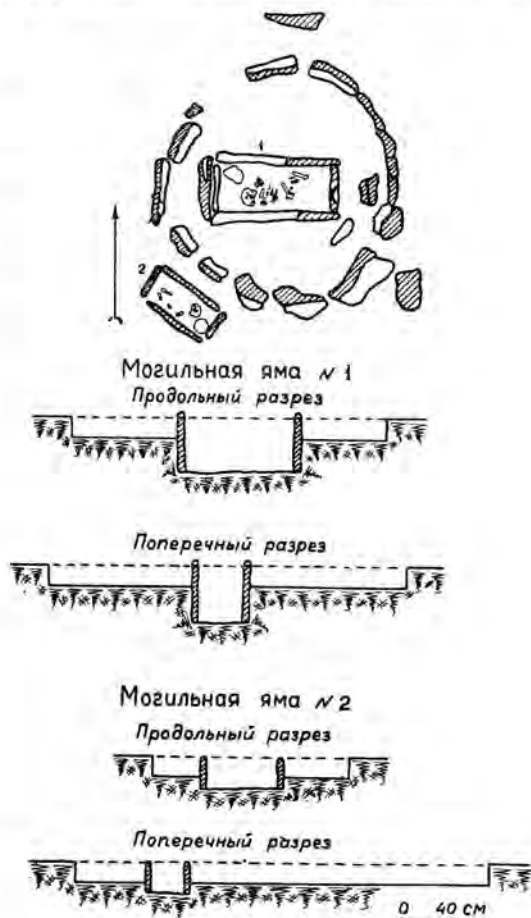 1
2
Могильная яма № 1
Продольный разрез
Поперечный разрез
Могильная яма № 2
Продольный разрез
Поперечный разрез
0 40 см